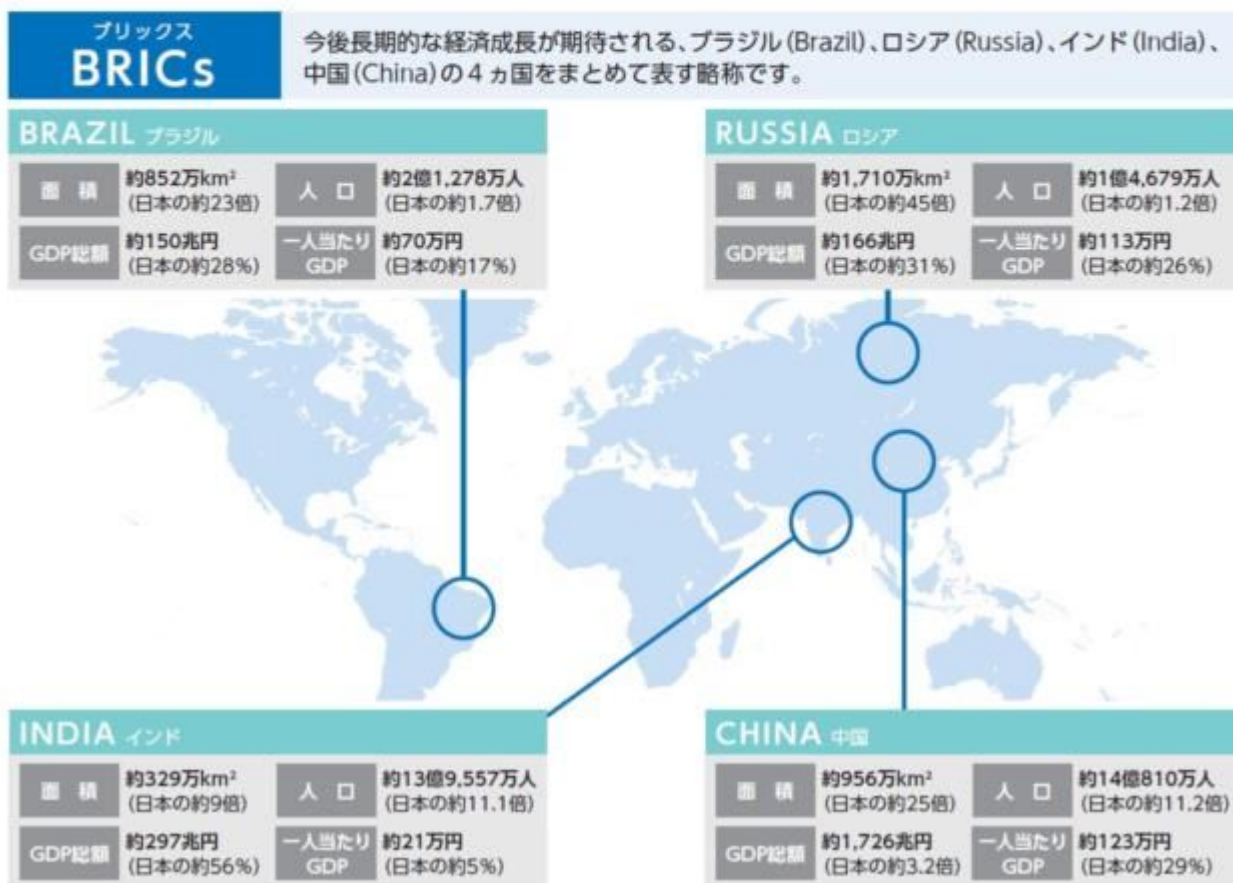 ブリックス
BRICs
今後長期的な経済成長が期待される、ブラジル(Brazil)、ロシア(Russia)、インド(India)、
中国(China)の4ヵ国をまとめて表す略称です。
BRAZIL ブラジル
面積 約852万km² (日本の約23倍)
人口 約2億1,278万人 (日本の約1.7倍)
GDP総額 約150兆円 (日本の約28%)
一人当たりGDP 約70万円 (日本の約17%)
RUSSIA ロシア
面積 約1,710万km² (日本の約45倍)
人口 約1億4,679万人 (日本の約1.2倍)
GDP総額 約166兆円 (日本の約31%)
一人当たりGDP 約113万円 (日本の約26%)
INDIA インド
面積 約329万km² (日本の約9倍)
人口 約13億9,557万人 (日本の約11.1倍)
GDP総額 約297兆円 (日本の約56%)
一人当たりGDP 約21万円 (日本の約5%)
CHINA 中国
面積 約956万km² (日本の約25倍)
人口 約14億810万人 (日本の約11.2倍)
GDP総額 約1,726兆円 (日本の約3.2倍)
一人当たりGDP 約123万円 (日本の約29%)